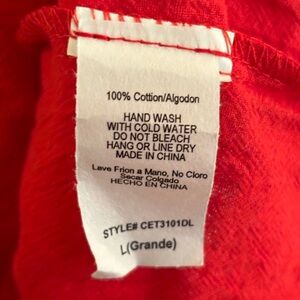 100% Cottion/Algodon
HAND WASH
WITH COLD WATER
DO NOT BLEACH
HANG OR LINE DRY
MADE IN CHINA
Lave Frion a Mano, No Cloro
Secar Colgado
HECHO EN CHINA
STYLE# CET3101DL
L(Grande)